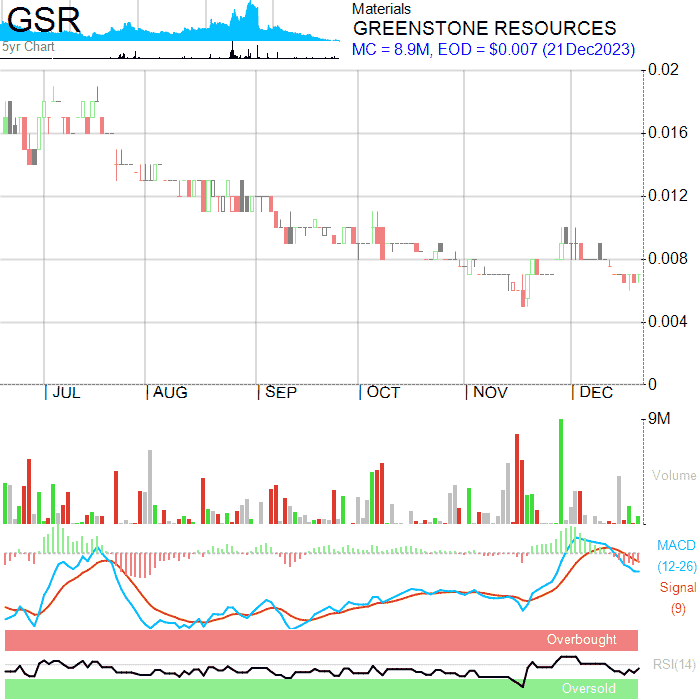 GSR
5yr Chart
Materials
GREENSTONE RESOURCES
MC = 8.9M, EOD = $0.007 (21Dec2023)
0.02
0.016
0.012
0.008
0.004
0
JUL AUG SEP OCT NOV DEC
9M
Volume
MACD
(12-26)
Signal
(9)
Overbought
RSI(14)
Oversold